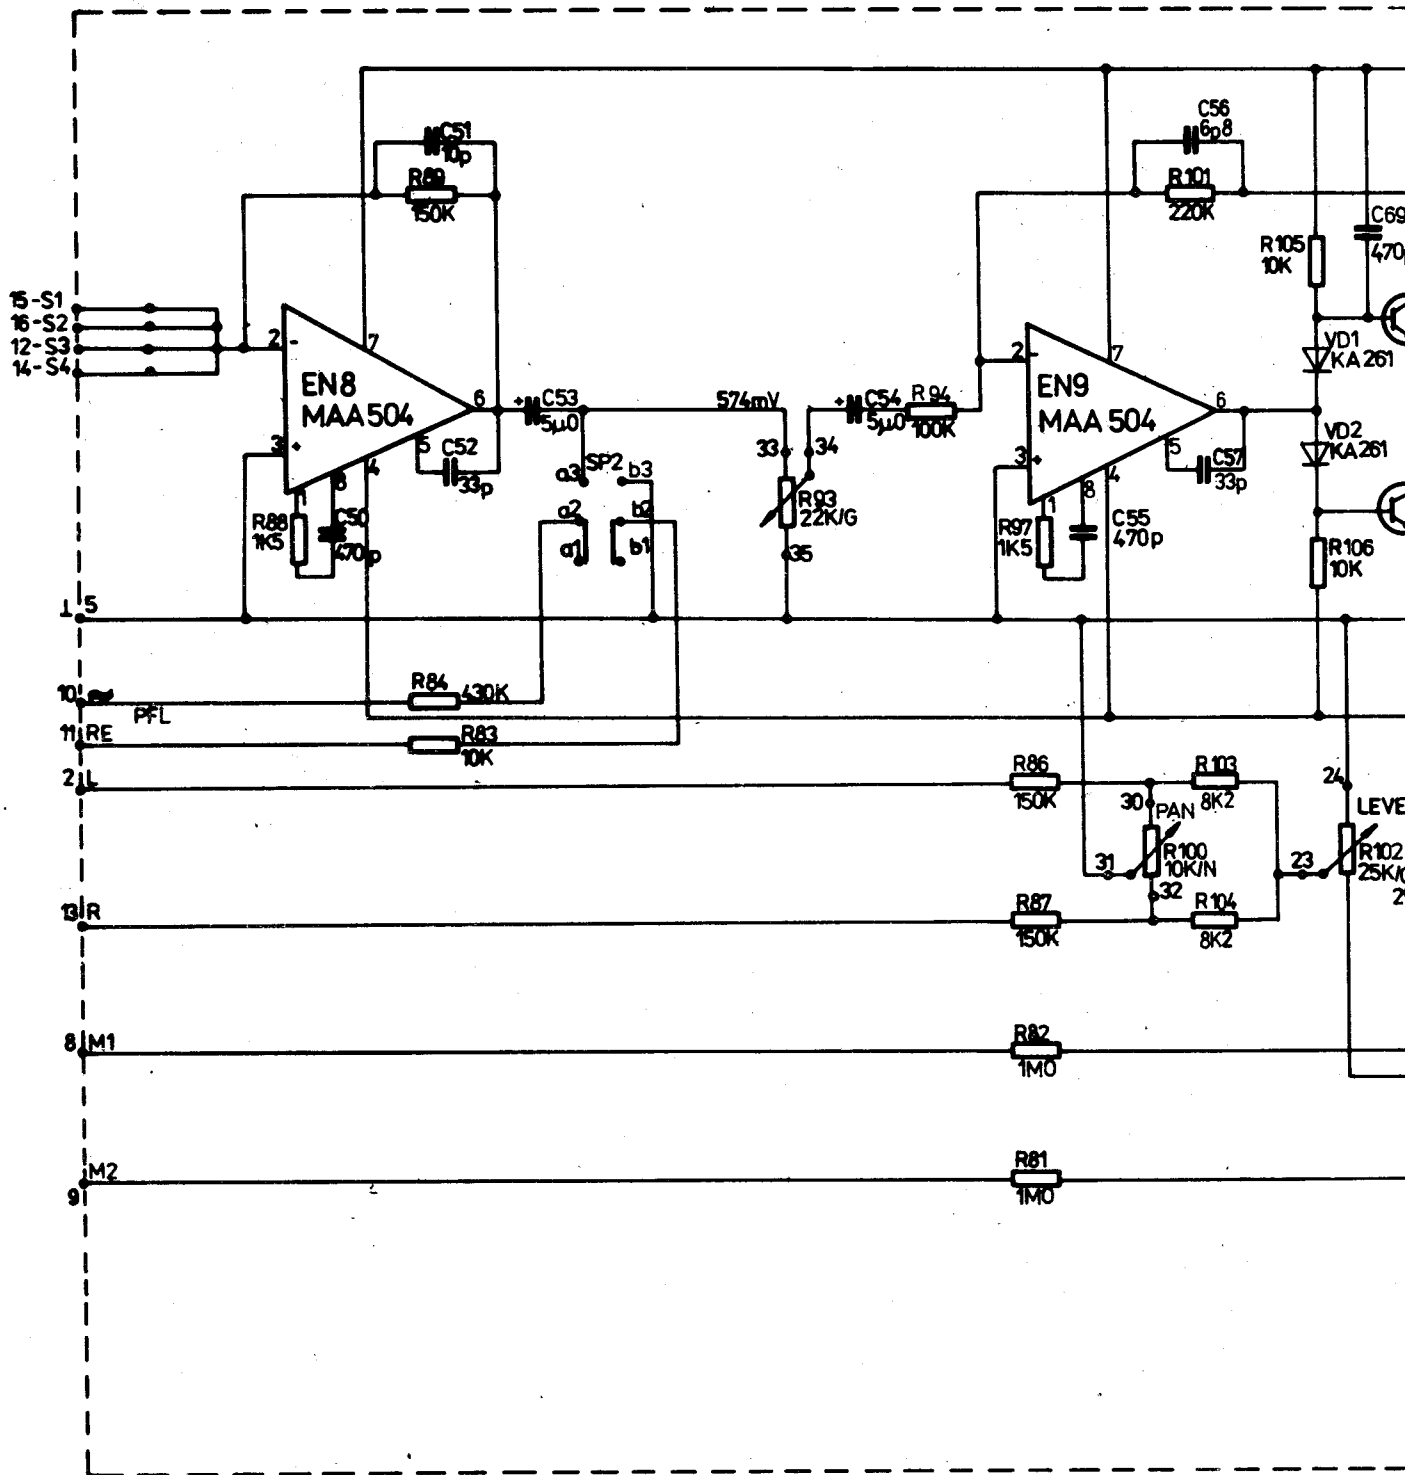 C51
10p
R89
150K
C56
6p8
R101
220K
C69
R105
10K
15-S1
16-S2
12-S3
14-S4
2
-
7
EN8
MAA504
6
3
+
5
4
8
1
C52
33p
R88
1K5
C50
470p
+
C53
5µ0
574mV
33
34
+
C54
5µ0
R94
100K
SP2
a3
b3
a2
b2
a1
b1
R93
22K/G
35
2
-
7
EN9
MAA504
6
3
+
5
4
8
1
C57
33p
R97
1K5
C55
470p
VD1
KA261
VD2
KA261
R106
10K
⊥ 5
10
PFL
R84
430K
11 RE
R83
10K
2 L
R86
150K
R103
8K2
30
PAN
31
R100
10K/N
32
24
23
R102
13 R
R87
150K
R104
8K2
8 M1
R82
1M0
M2
9
R81
1M0